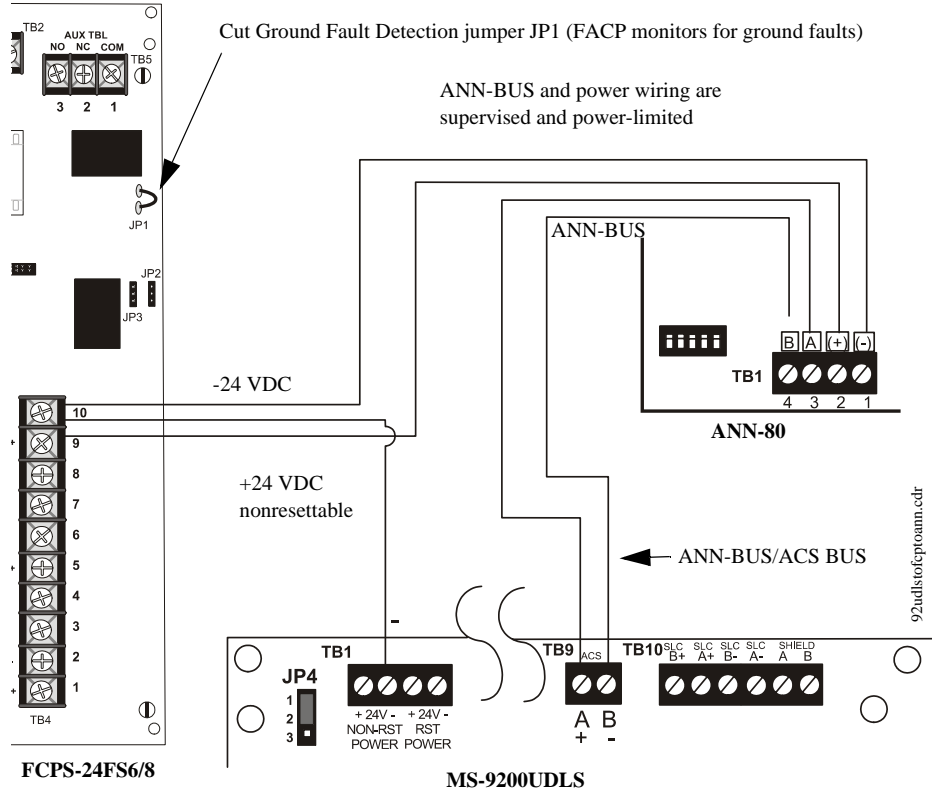 TB2
AUX TBL
NO NC COM
TB5
3 2 1
Cut Ground Fault Detection jumper JP1 (FACP monitors for ground faults)
ANN-BUS and power wiring are
supervised and power-limited
JP1
ANN-BUS
JP2
JP3
B A (+) (-)
TB1
4 3 2 1
ANN-80
-24 VDC
+24 VDC
nonresettable
10
+ 9
8
7
6
+ 5
4
3
2
+ 1
TB4
FCPS-24FS6/8
ANN-BUS/ACS BUS
92udlstofcptoann.cdr
-
TB1
JP4
1
2
3
+ 24V - + 24V -
NON-RST RST
POWER POWER
TB9 ACS
A B
+ -
TB10 SLC SLC SLC SLC SHIELD
B+ A+ B- A- A B
MS-9200UDLS